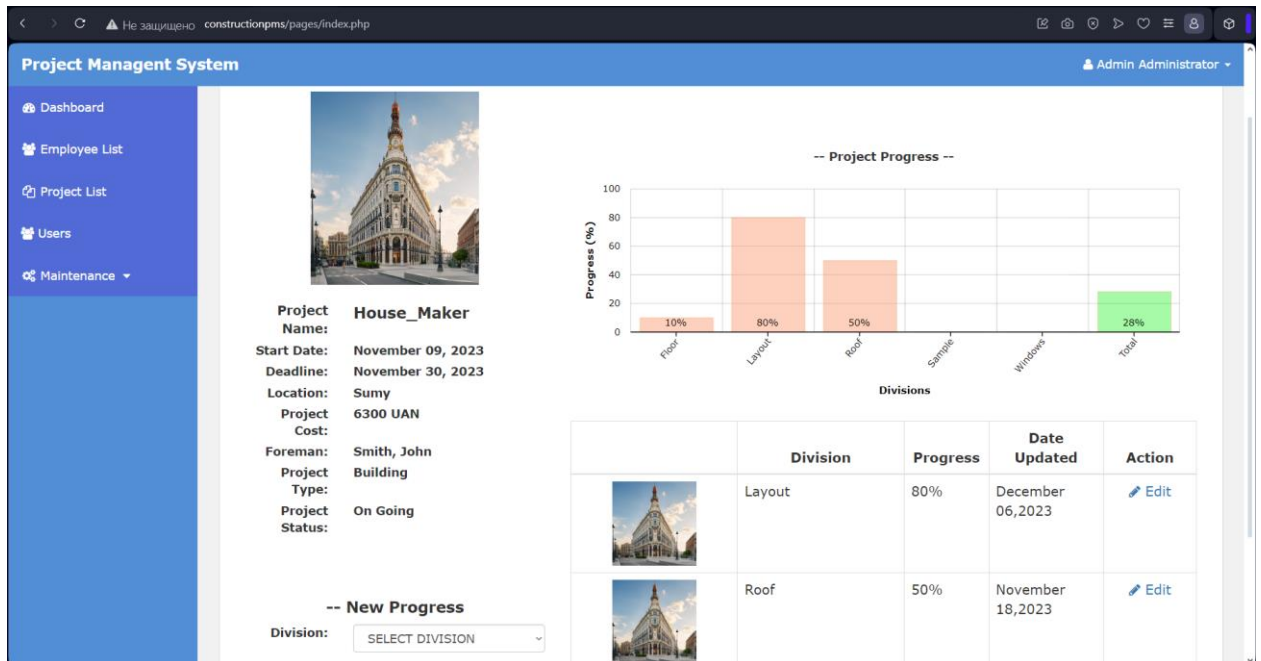 Не защищено constructionpms/pages/index.php
Project Managent System
Admin Administrator
Dashboard
Employee List
Project List
Users
Maintenance
Project Name:
House_Maker
Start Date:
November 09, 2023
Deadline:
November 30, 2023
Location:
Sumy
Project Cost:
6300 UAN
Foreman:
Smith, John
Project Type:
Building
Project Status:
On Going
-- New Progress
Division:
SELECT DIVISION
-- Project Progress --
Progress (%)
100
80
60
40
20
0
10%
80%
50%
28%
Floor
Layout
Roof
Sample
Windows
Total
Divisions
Division Progress Date Updated Action
Layout 80% December 06,2023 Edit
Roof 50% November 18,2023 Edit